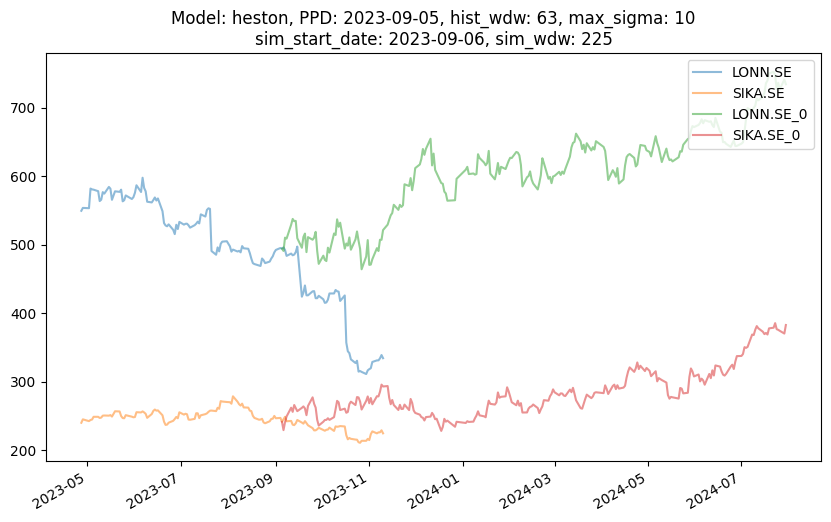 Model: heston, PPD: 2023-09-05, hist_wdw: 63, max_sigma: 10
sim_start_date: 2023-09-06, sim_wdw: 225
LONN.SE
SIKA.SE
LONN.SE_0
SIKA.SE_0
700
600
500
400
300
200
2023-05
2023-07
2023-09
2023-11
2024-01
2024-03
2024-05
2024-07